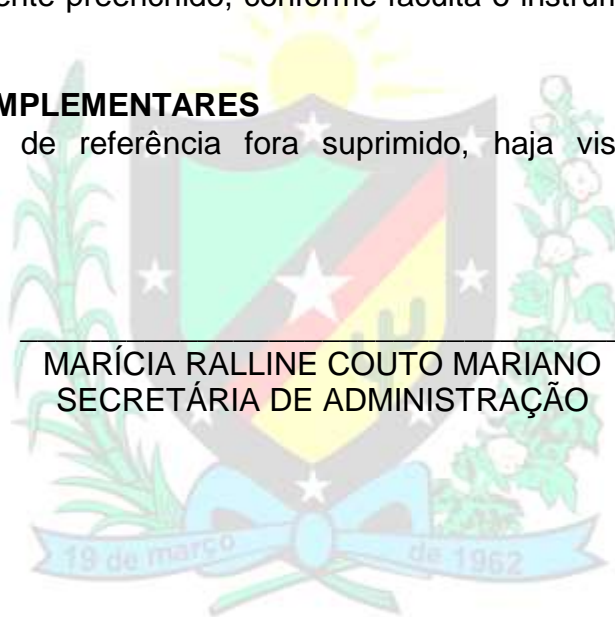 ente preenchido, conforme faculta o instrum
MPLEMENTARES
de referência fora suprimido, haja vis
MARÍCIA RALLINE COUTO MARIANO
SECRETÁRIA DE ADMINISTRAÇÃO
19 de março de 1962